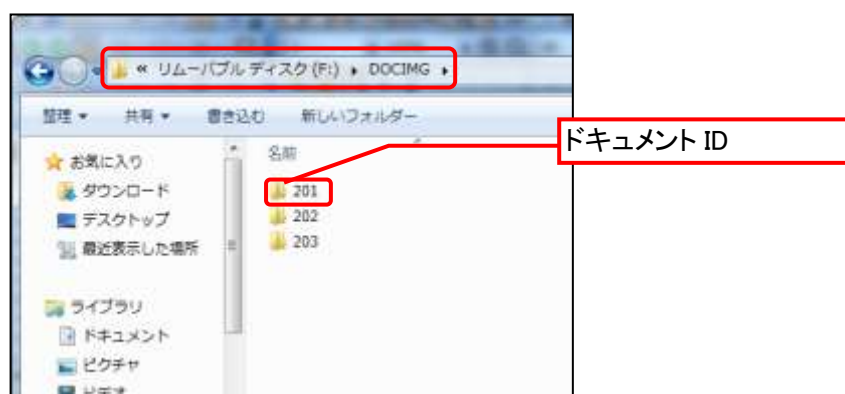 « リムーバブル ディスク (F:) ▸ DOCIMG ▸
整理 ▾ 共有 ▾ 書き込む 新しいフォルダー
ドキュメント ID
お気に入り
ダウンロード
デスクトップ
最近表示した場所
ライブラリ
ドキュメント
ピクチャ
ビデオ
名前
201
202
203